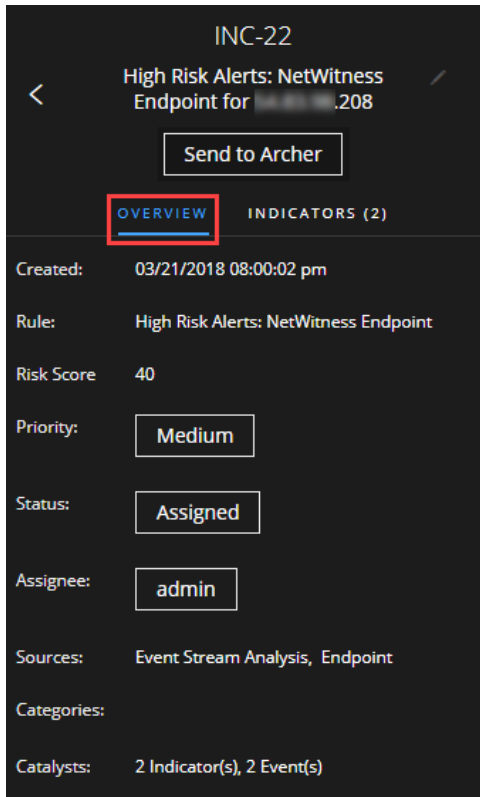 INC-22
High Risk Alerts: NetWitness
Endpoint for .208
Send to Archer
OVERVIEW INDICATORS (2)
Created: 03/21/2018 08:00:02 pm
Rule: High Risk Alerts: NetWitness Endpoint
Risk Score 40
Priority: Medium
Status: Assigned
Assignee: admin
Sources: Event Stream Analysis, Endpoint
Categories:
Catalysts: 2 Indicator(s), 2 Event(s)